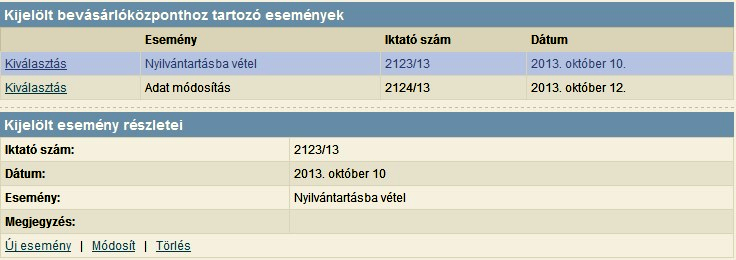 Kijelölt bevásárlóközponthoz tartozó események
Esemény Iktató szám Dátum
Kiválasztás Nyilvántartásba vétel 2123/13 2013. október 10.
Kiválasztás Adat módosítás 2124/13 2013. október 12.
Kijelölt esemény részletei
Iktató szám: 2123/13
Dátum: 2013. október 10
Esemény: Nyilvántartásba vétel
Megjegyzés:
Új esemény | Módosít | Törlés